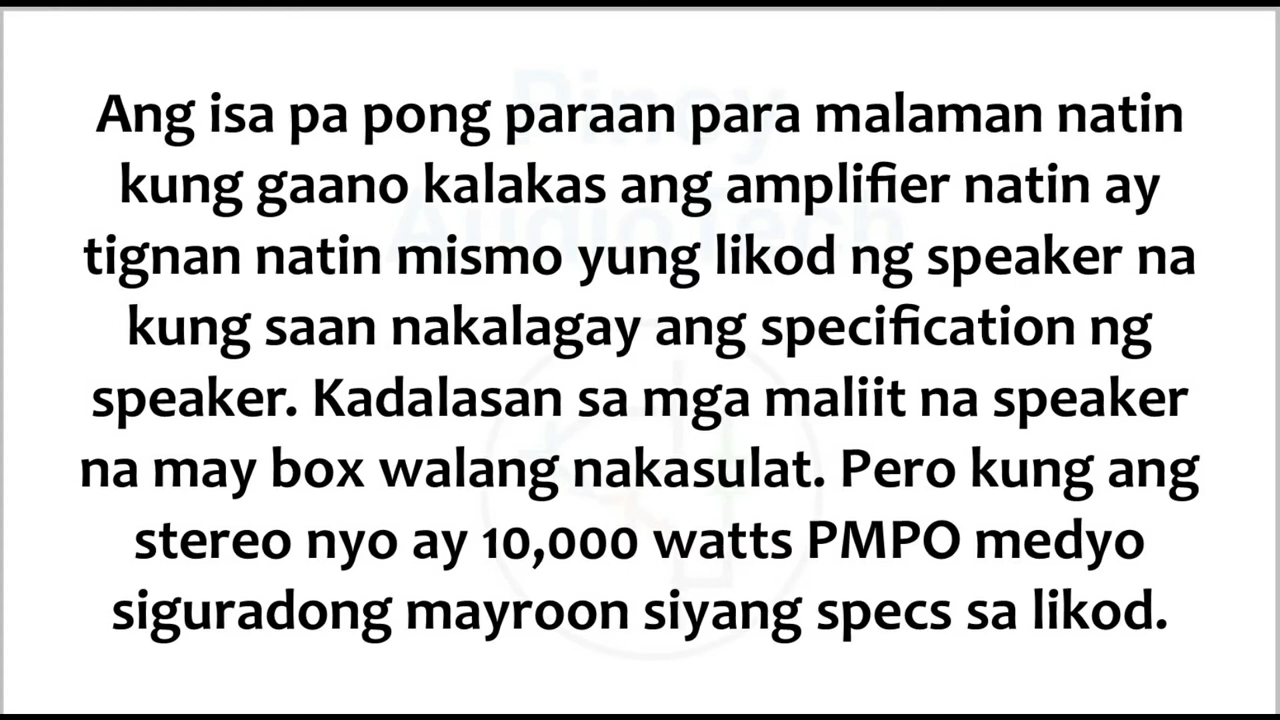 Ang isa pa pong paraan para malaman natin
kung gaano kalakas ang amplifier natin ay
tignan natin mismo yung likod ng speaker na
kung saan nakalagay ang specification ng
speaker. Kadalasan sa mga maliit na speaker
na may box walang nakasulat. Pero kung ang
stereo nyo ay 10,000 watts PMPO medyo
siguradong mayroon siyang specs sa likod.
Pinoy
AudioTech